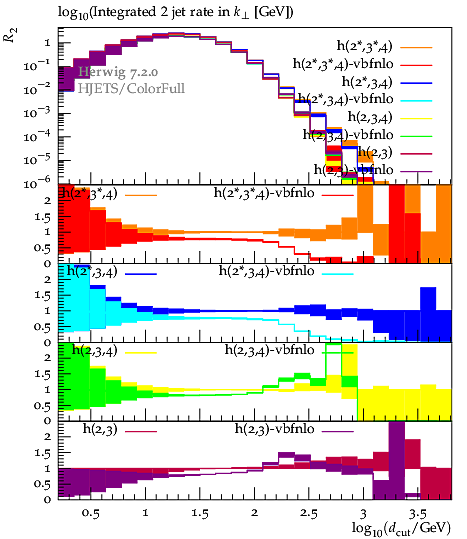 log₁₀(Integrated 2 jet rate in k⊥ [GeV])
R₂
1
10⁻¹
10⁻²
10⁻³
10⁻⁴
10⁻⁵
10⁻⁶
Herwig 7.2.0
HJETS/ColorFull
h(2*,3*,4)
h(2*,3*,4)-vbfnlo
h(2*,3,4)
h(2*,3,4)-vbfnlo
h(2,3,4)
h(2,3,4)-vbfnlo
h(2,3)
h(2,3)-vbfnlo
h(2*,3*,4) h(2*,3*,4)-vbfnlo
2
1.5
1
0.5
0
h(2*,3,4) h(2*,3,4)-vbfnlo
2
1.5
1
0.5
0
h(2,3,4) h(2,3,4)-vbfnlo
2
1.5
1
0.5
0
h(2,3) h(2,3)-vbfnlo
2
1.5
1
0.5
0
0.5 1 1.5 2 2.5 3 3.5
log₁₀(d_cut/GeV)